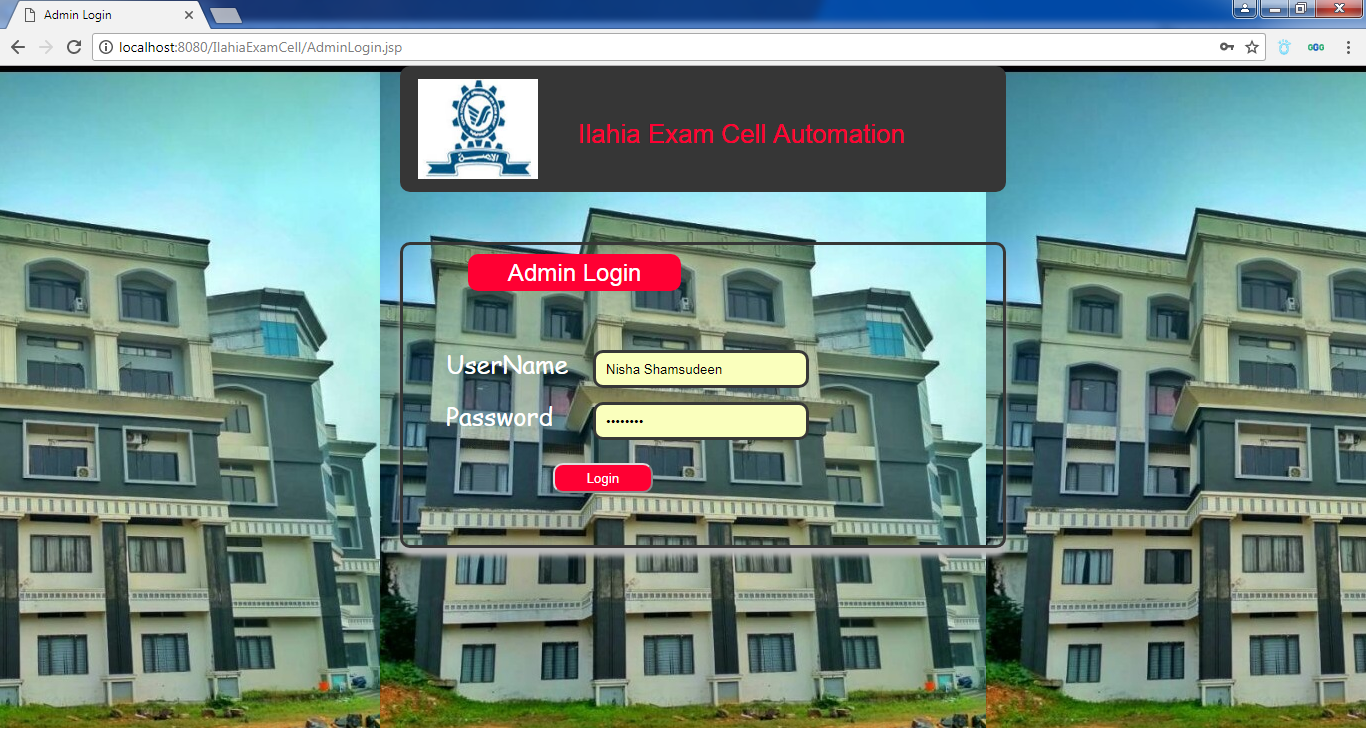 Admin Login
localhost:8080/IlahiaExamCell/AdminLogin.jsp
Ilahia Exam Cell Automation
Admin Login
UserName Nisha Shamsudeen
Password ••••••••
Login